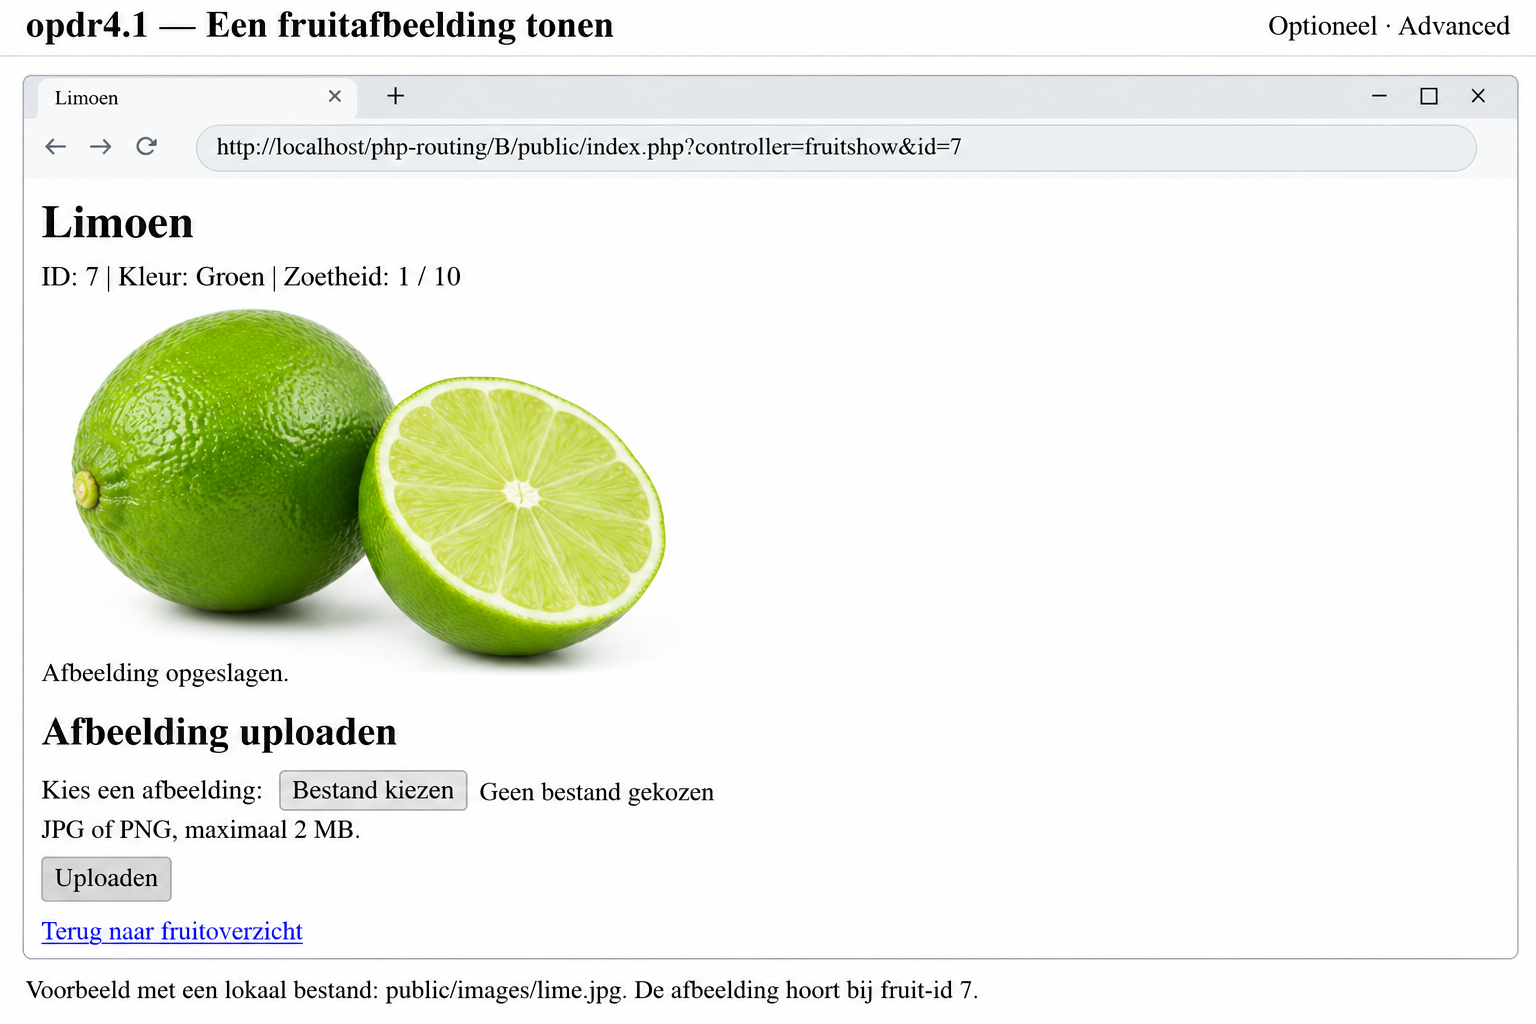 opdr4.1 — Een fruitafbeelding tonen
Optioneel · Advanced
Limoen
http://localhost/php-routing/B/public/index.php?controller=fruitshow&id=7
Limoen
ID: 7 | Kleur: Groen | Zoetheid: 1 / 10
Afbeelding opgeslagen.
Afbeelding uploaden
Kies een afbeelding: Bestand kiezen Geen bestand gekozen
JPG of PNG, maximaal 2 MB.
Uploaden
Terug naar fruitoverzicht
Voorbeeld met een lokaal bestand: public/images/lime.jpg. De afbeelding hoort bij fruit-id 7.